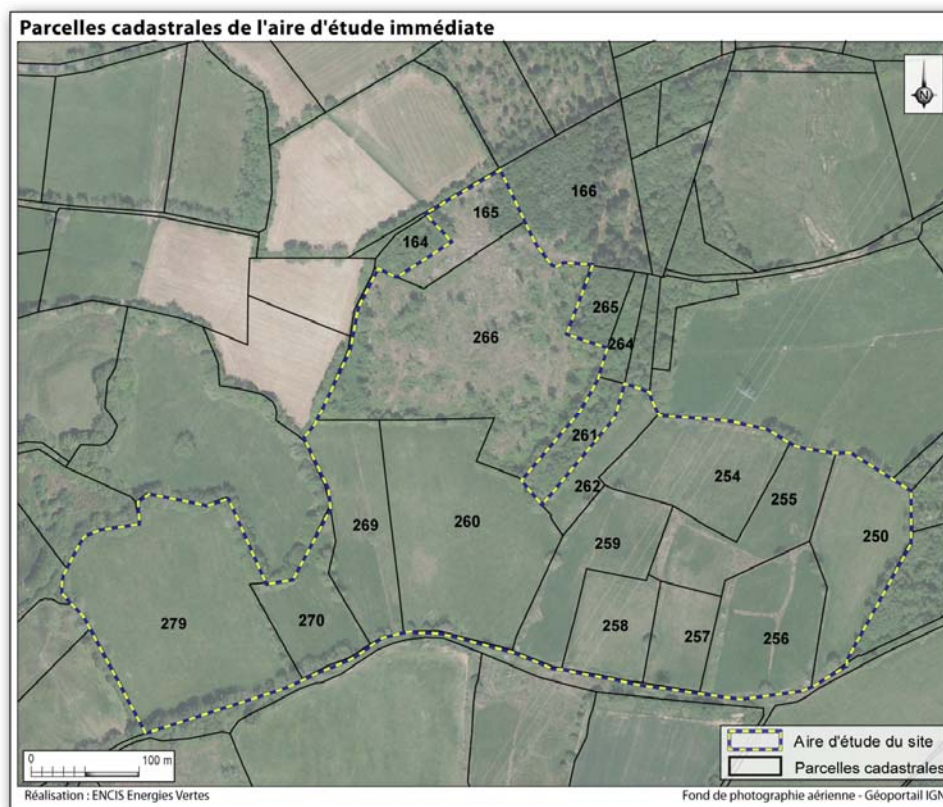 Parcelles cadastrales de l'aire d'étude immédiate
N
166
165
164
265
266
264
261
254
255
262
250
269
260
259
279
270
258
257
256
0 100 m
Aire d'étude du site
Parcelles cadastrales
Réalisation : ENCIS Energies Vertes
Fond de photographie aérienne - Géoportail IGN